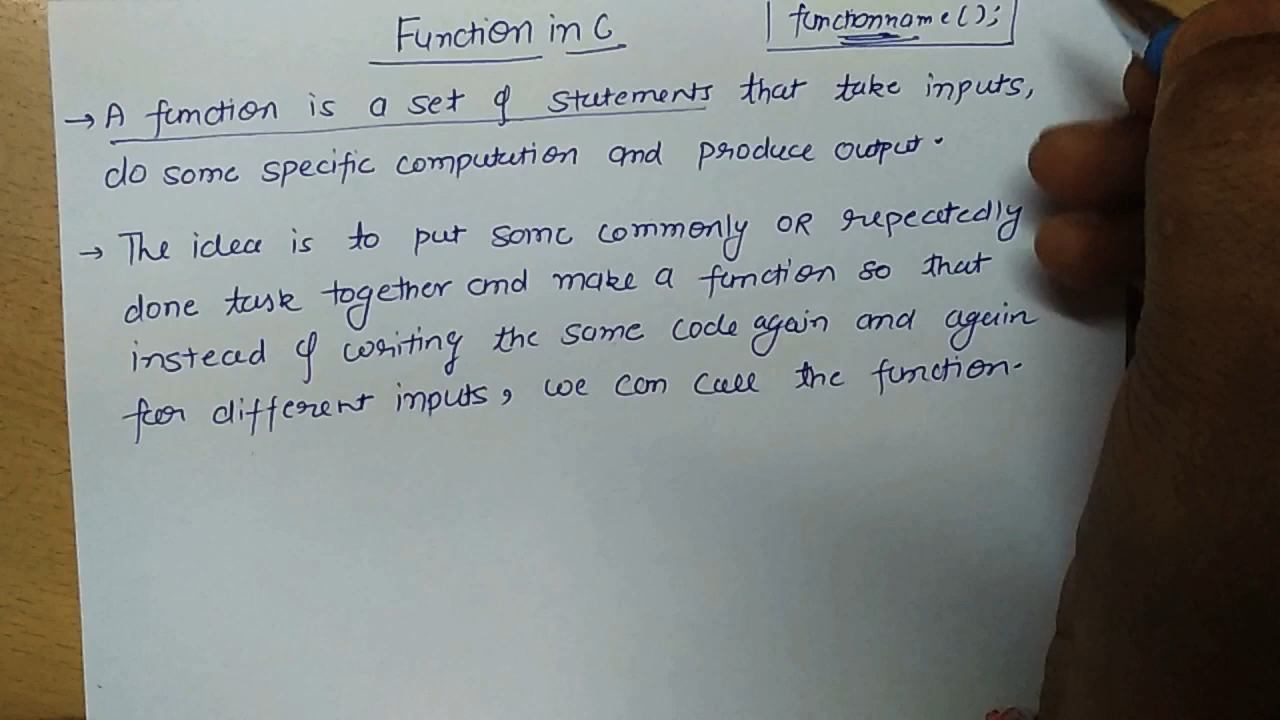 Function in C
functionname();
→ A function is a set of statements that take inputs,
do some specific computation and produce output.
→ The idea is to put some commonly OR repeatedly
done task together and make a function so that
instead of writing the same code again and again
for different inputs, we can call the function.